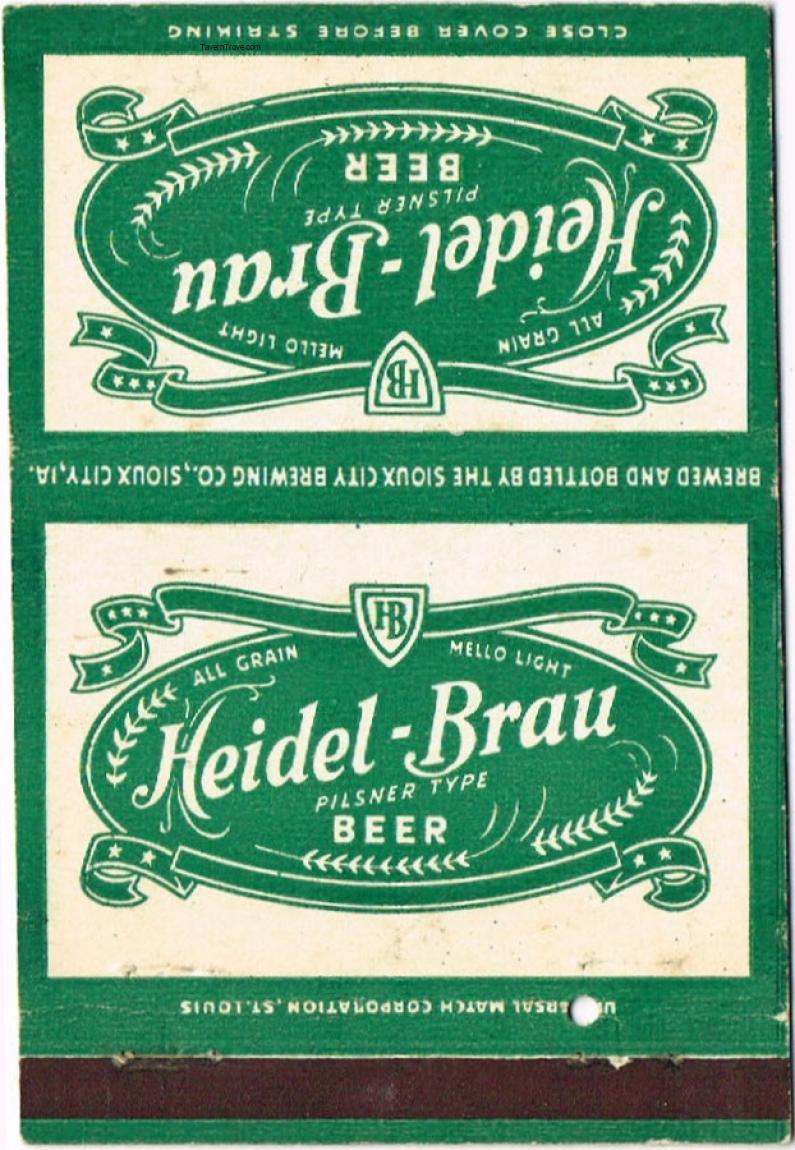 CLOSE COVER BEFORE STRIKING
TavernTrove.com
BEER
PILSNER TYPE
Heidel-Brau
ALL GRAIN MELLO LIGHT
HB
BREWED AND BOTTLED BY THE SIOUX CITY BREWING CO., SIOUX CITY, IA.
HB
ALL GRAIN MELLO LIGHT
Heidel-Brau
PILSNER TYPE
BEER
MATCH CORPORATION, ST. LOUIS